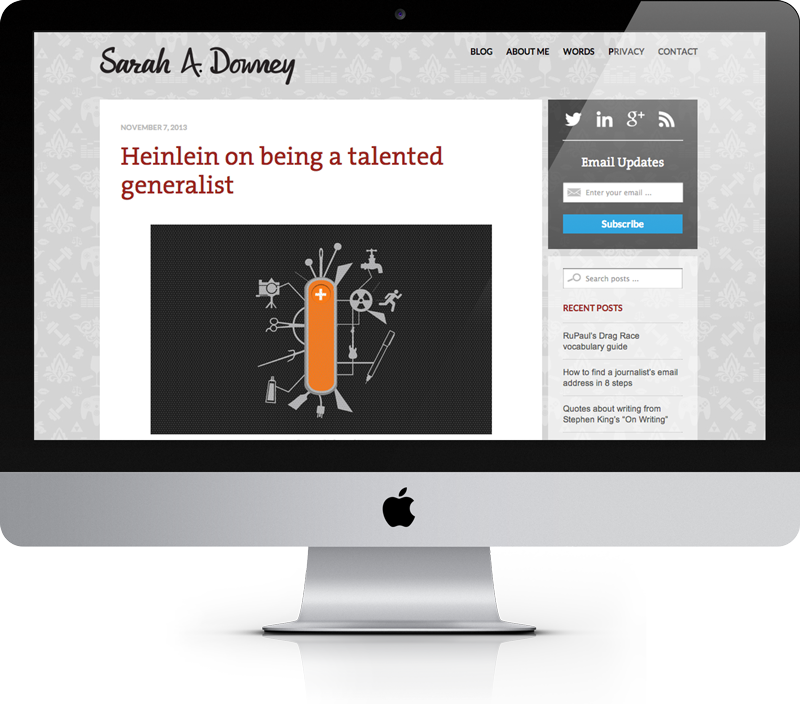 Sarah A. Downey
BLOG ABOUT ME WORDS PRIVACY CONTACT
NOVEMBER 7, 2013
Heinlein on being a talented
generalist
Email Updates
Enter your email ...
Subscribe
Search posts ...
RECENT POSTS
RuPaul's Drag Race
vocabulary guide
How to find a journalist's email
address in 8 steps
Quotes about writing from
Stephen King's "On Writing"